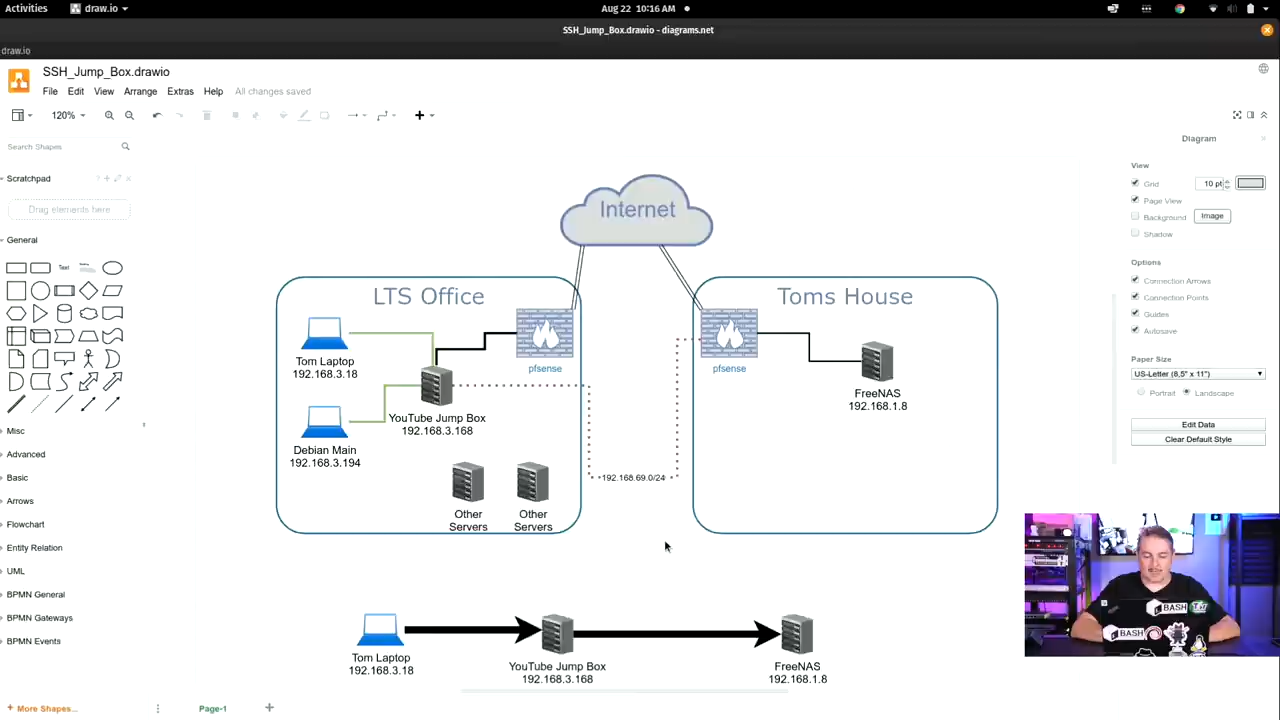 Activities draw.io Aug 22 10:16 AM
SSH_Jump_Box.drawio - diagrams.net
draw.io
SSH_Jump_Box.drawio
File Edit View Arrange Extras Help All changes saved
120%
Search Shapes
Scratchpad
Drag elements here
General
Text
Misc
Advanced
Basic
Arrows
Flowchart
Entity Relation
UML
BPMN General
BPMN Gateways
BPMN Events
+ More Shapes...
Page-1
Internet
LTS Office
Tom Laptop
192.168.3.18
pfsense
YouTube Jump Box
192.168.3.168
Debian Main
192.168.3.194
Other
Servers
Other
Servers
192.168.69.0/24
Toms House
pfsense
FreeNAS
192.168.1.8
Tom Laptop
192.168.3.18
YouTube Jump Box
192.168.3.168
FreeNAS
192.168.1.8
Diagram
View
Grid 10 pt
Page View
Background Image
Shadow
Options
Connection Arrows
Connection Points
Guides
Autosave
Paper Size
US-Letter (8,5" x 11")
Portrait Landscape
Edit Data
Clear Default Style
BASH
BASH